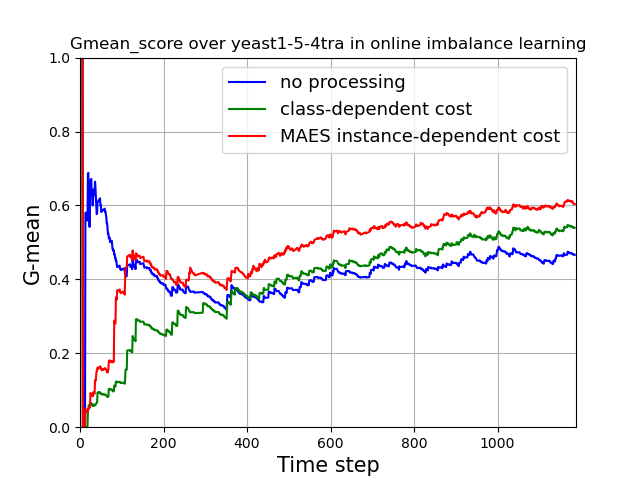 Gmean_score over yeast1-5-4tra in online imbalance learning
no processing
class-dependent cost
MAES instance-dependent cost
G-mean
1.0
0.8
0.6
0.4
0.2
0.0
0 200 400 600 800 1000
Time step